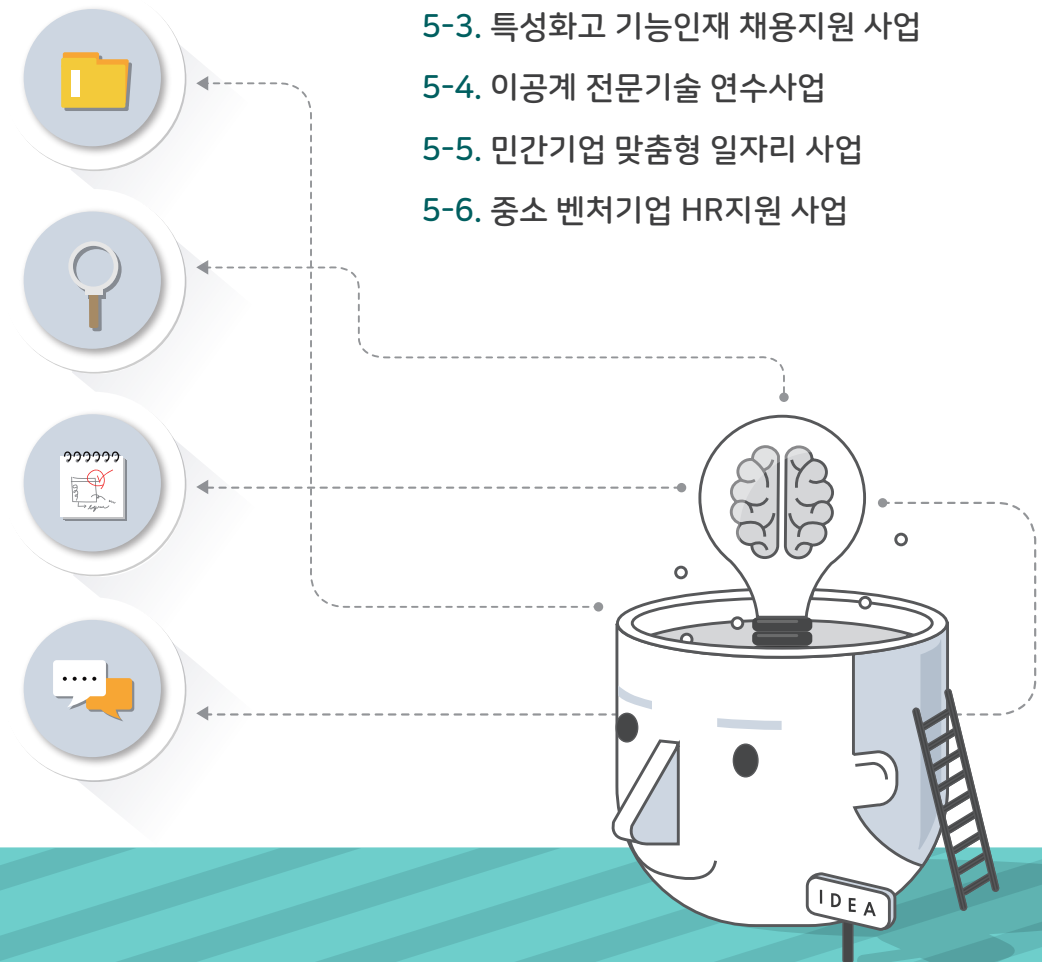 5-3. 특성화고 기능인재 채용지원 사업
5-4. 이공계 전문기술 연수사업
5-5. 민간기업 맞춤형 일자리 사업
5-6. 중소 벤처기업 HR지원 사업
IDEA